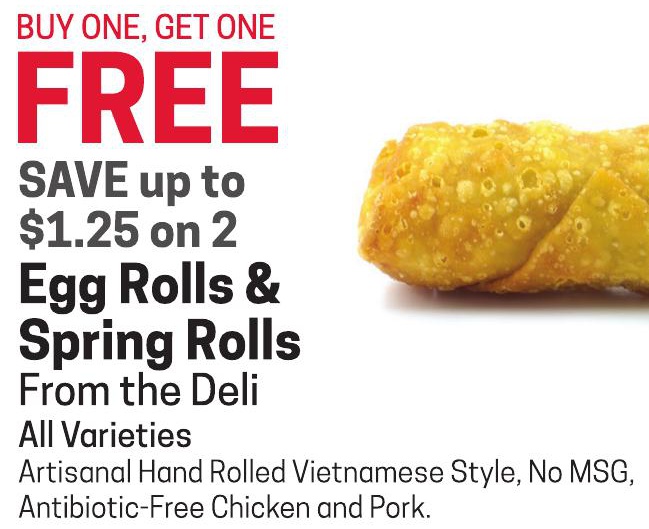 BUY ONE, GET ONE
FREE
SAVE up to
$1.25 on 2
Egg Rolls &
Spring Rolls
From the Deli
All Varieties
Artisanal Hand Rolled Vietnamese Style, No MSG,
Antibiotic-Free Chicken and Pork.